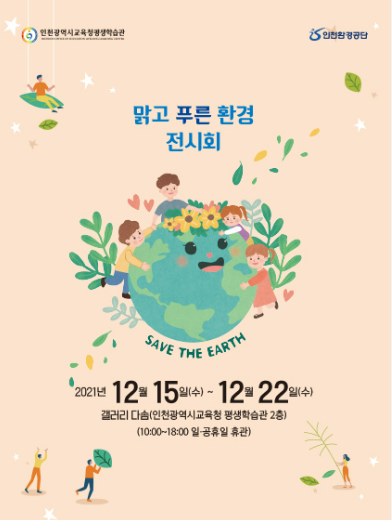 인천광역시교육청평생학습관
인천환경공단
맑고 푸른 환경
전시회
SAVE THE EARTH
2021년 12월 15일(수) ~ 12월 22일(수)
갤러리 다솜(인천광역시교육청 평생학습관 2층)
(10:00~18:00 일·공휴일 휴관)